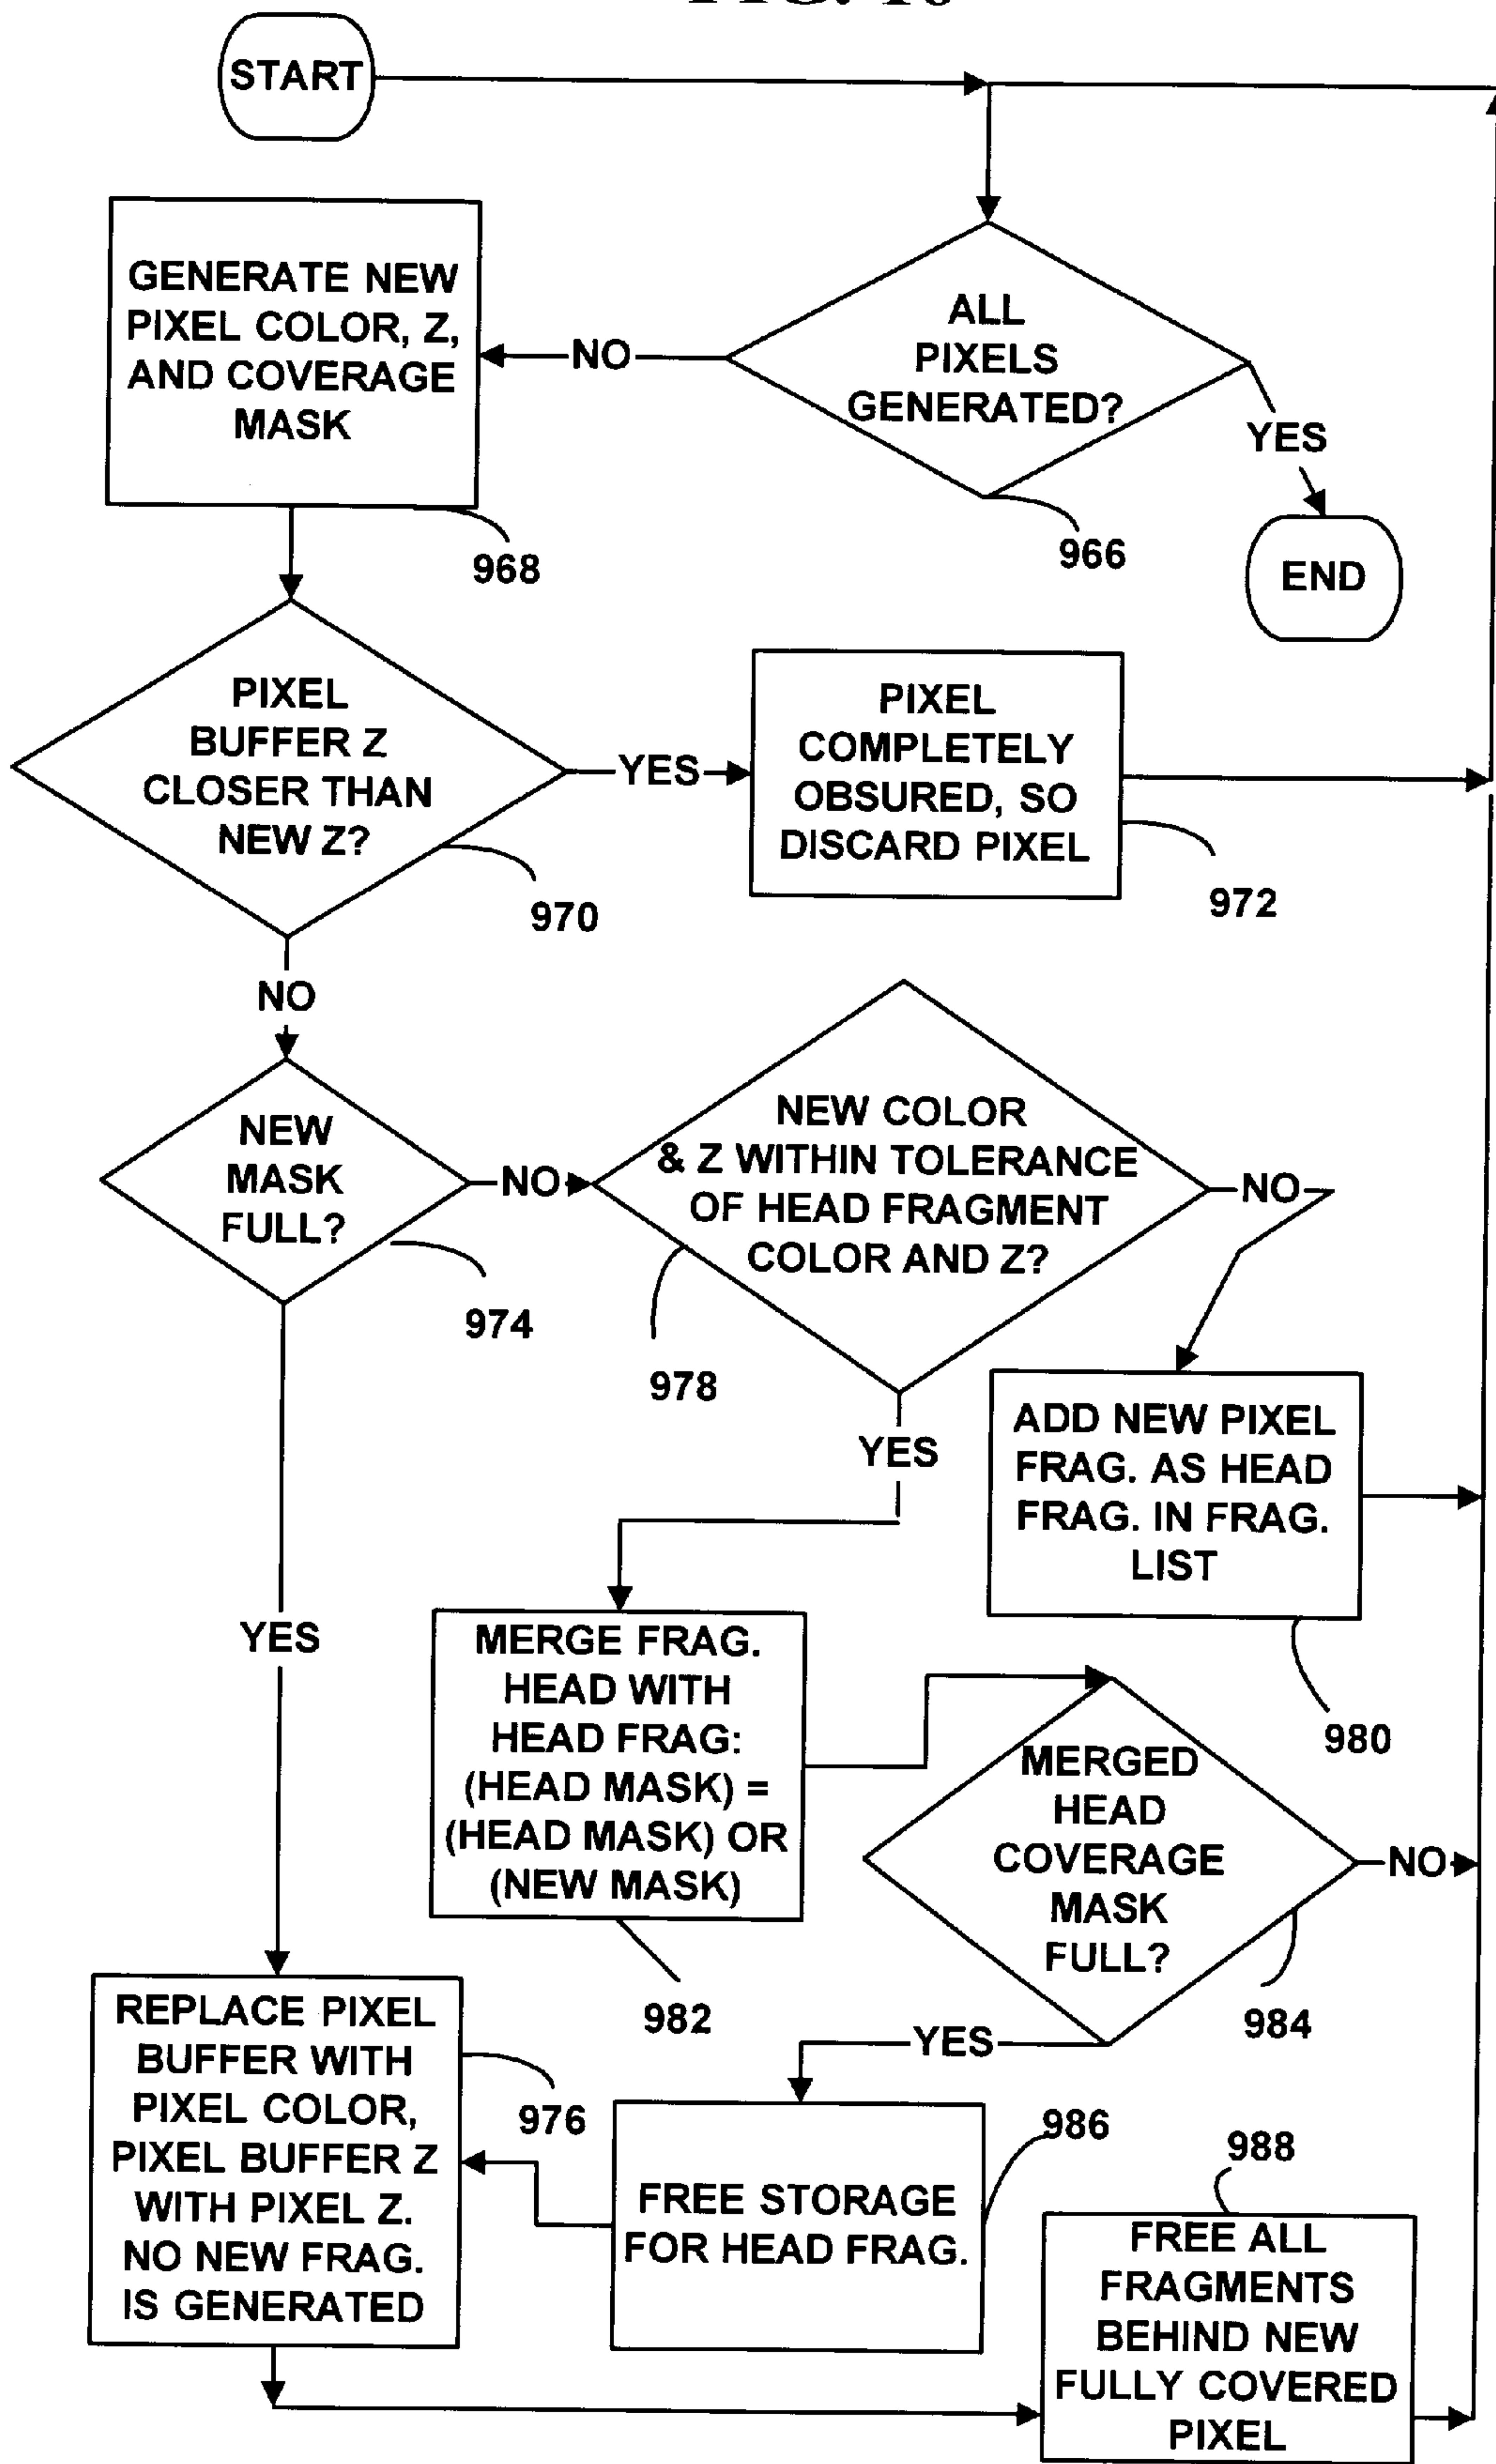 START
ALL
PIXELS
GENERATED?
966
NO
YES
END
GENERATE NEW
PIXEL COLOR, Z,
AND COVERAGE
MASK
968
PIXEL
BUFFER Z
CLOSER THAN
NEW Z?
970
YES
PIXEL
COMPLETELY
OBSURED, SO
DISCARD PIXEL
972
NO
NEW
MASK
FULL?
974
NO
NEW COLOR
& Z WITHIN TOLERANCE
OF HEAD FRAGMENT
COLOR AND Z?
978
NO
ADD NEW PIXEL
FRAG. AS HEAD
FRAG. IN FRAG.
LIST
980
YES
YES
MERGE FRAG.
HEAD WITH
HEAD FRAG:
(HEAD MASK) =
(HEAD MASK) OR
(NEW MASK)
982
MERGED
HEAD
COVERAGE
MASK
FULL?
984
NO
YES
REPLACE PIXEL
BUFFER WITH
PIXEL COLOR,
PIXEL BUFFER Z
WITH PIXEL Z.
NO NEW FRAG.
IS GENERATED
976
FREE STORAGE
FOR HEAD FRAG.
986
988
FREE ALL
FRAGMENTS
BEHIND NEW
FULLY COVERED
PIXEL